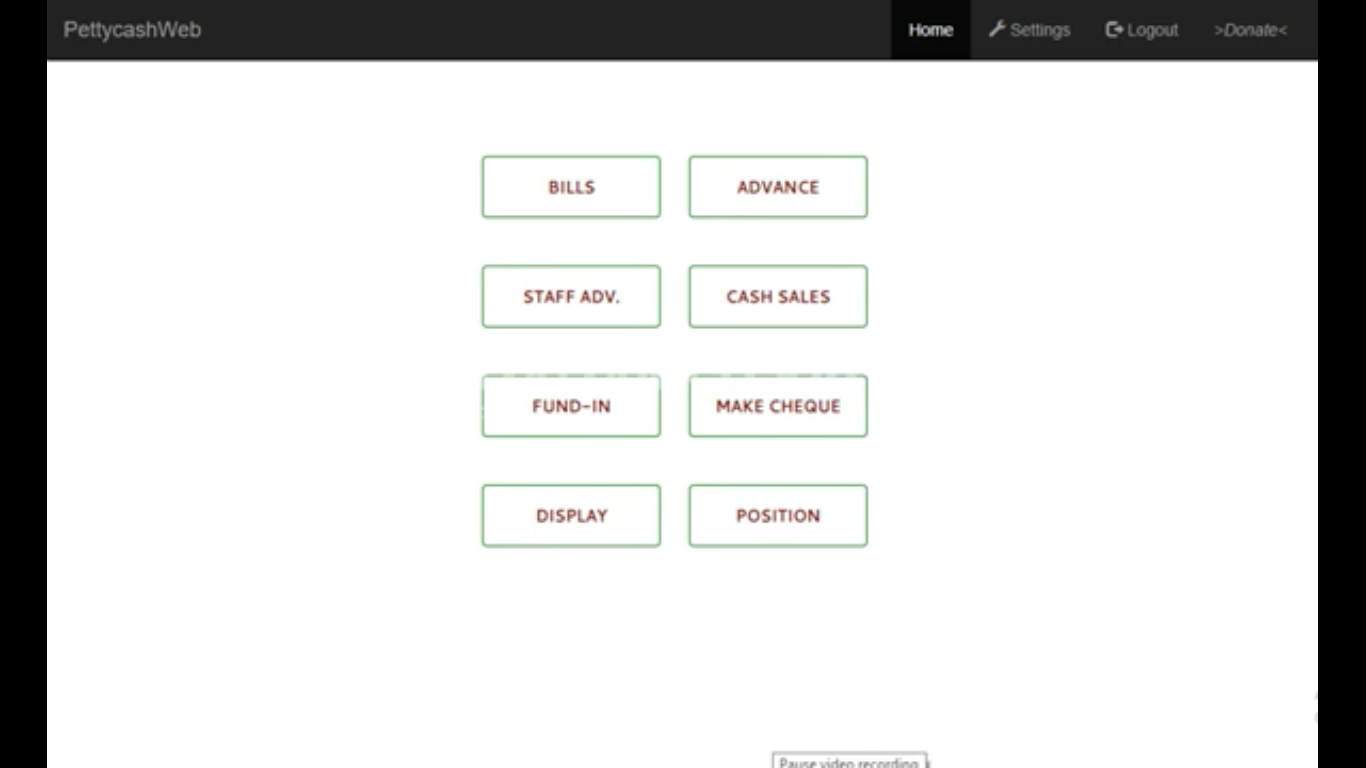 PettycashWeb Home Settings Logout >Donate<
BILLS ADVANCE
STAFF ADV. CASH SALES
FUND-IN MAKE CHEQUE
DISPLAY POSITION
Pause video recording